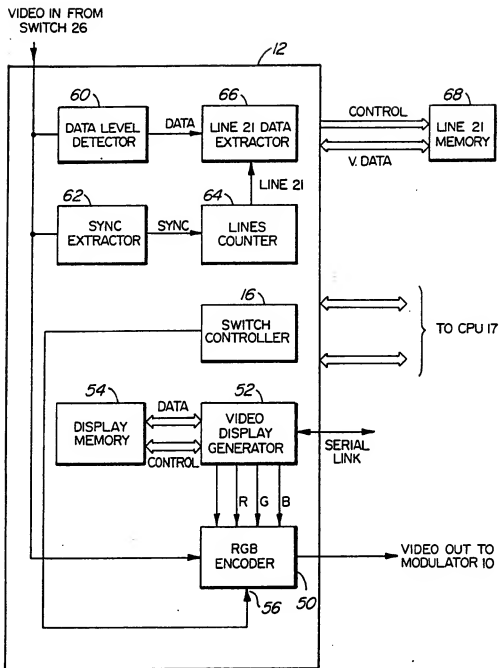 VIDEO IN FROM
SWITCH 26
12
60
DATA LEVEL
DETECTOR
DATA
66
LINE 21 DATA
EXTRACTOR
CONTROL
V. DATA
68
LINE 21
MEMORY
LINE 21
62
SYNC
EXTRACTOR
SYNC
64
LINES
COUNTER
16
SWITCH
CONTROLLER
TO CPU 17
54
DISPLAY
MEMORY
DATA
CONTROL
52
VIDEO
DISPLAY
GENERATOR
SERIAL
LINK
R
G
B
RGB
ENCODER
56
50
VIDEO OUT TO
MODULATOR 10